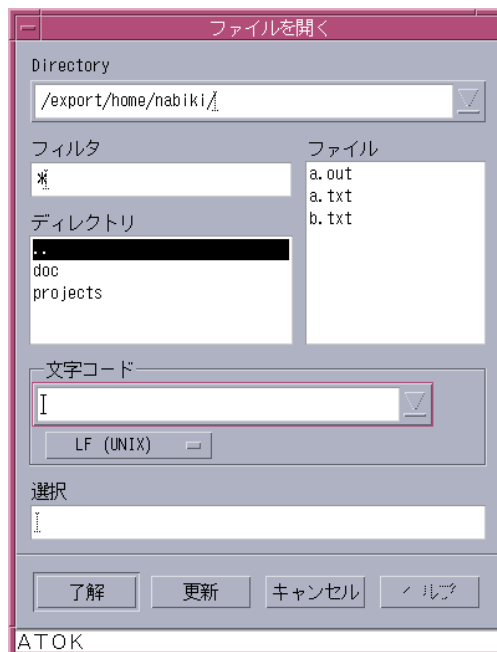 ファイルを開く
Directory
/export/home/nabiki/
フィルタ
*
ファイル
a.out
a.txt
b.txt
ディレクトリ
..
doc
projects
文字コード
LF (UNIX)
選択
了解
更新
キャンセル
ヘルプ
ATOK